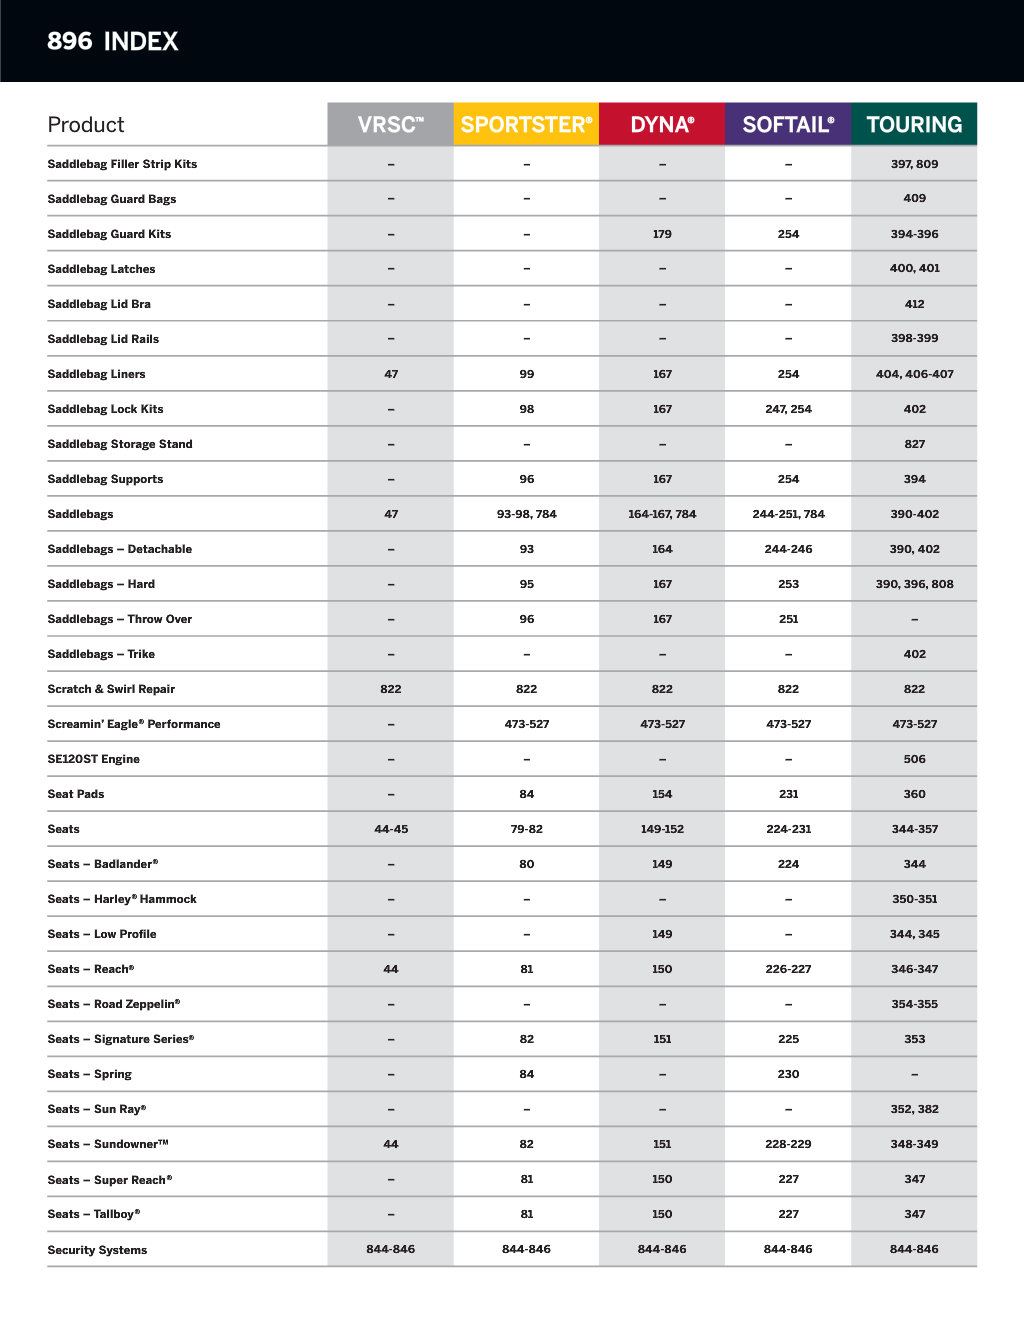 896 INDEX
Product VRSC™ SPORTSTER® DYNA® SOFTAIL® TOURING
Saddlebag Filler Strip Kits – – – – 397, 809
Saddlebag Guard Bags – – – – 409
Saddlebag Guard Kits – – 179 254 394-396
Saddlebag Latches – – – – 400, 401
Saddlebag Lid Bra – – – – 412
Saddlebag Lid Rails – – – – 398-399
Saddlebag Liners 47 99 167 254 404, 406-407
Saddlebag Lock Kits – 98 167 247, 254 402
Saddlebag Storage Stand – – – – 827
Saddlebag Supports – 96 167 254 394
Saddlebags 47 93-98, 784 164-167, 784 244-251, 784 390-402
Saddlebags – Detachable – 93 164 244-246 390, 402
Saddlebags – Hard – 95 167 253 390, 396, 808
Saddlebags – Throw Over – 96 167 251 –
Saddlebags – Trike – – – – 402
Scratch & Swirl Repair 822 822 822 822 822
Screamin’ Eagle® Performance – 473-527 473-527 473-527 473-527
SE120ST Engine – – – – 506
Seat Pads – 84 154 231 360
Seats 44-45 79-82 149-152 224-231 344-357
Seats – Badlander® – 80 149 224 344
Seats – Harley® Hammock – – – – 350-351
Seats – Low Profile – – 149 – 344, 345
Seats – Reach® 44 81 150 226-227 346-347
Seats – Road Zeppelin® – – – – 354-355
Seats – Signature Series® – 82 151 225 353
Seats – Spring – 84 – 230 –
Seats – Sun Ray® – – – – 352, 382
Seats – Sundowner™ 44 82 151 228-229 348-349
Seats – Super Reach® – 81 150 227 347
Seats – Tallboy® – 81 150 227 347
Security Systems 844-846 844-846 844-846 844-846 844-846